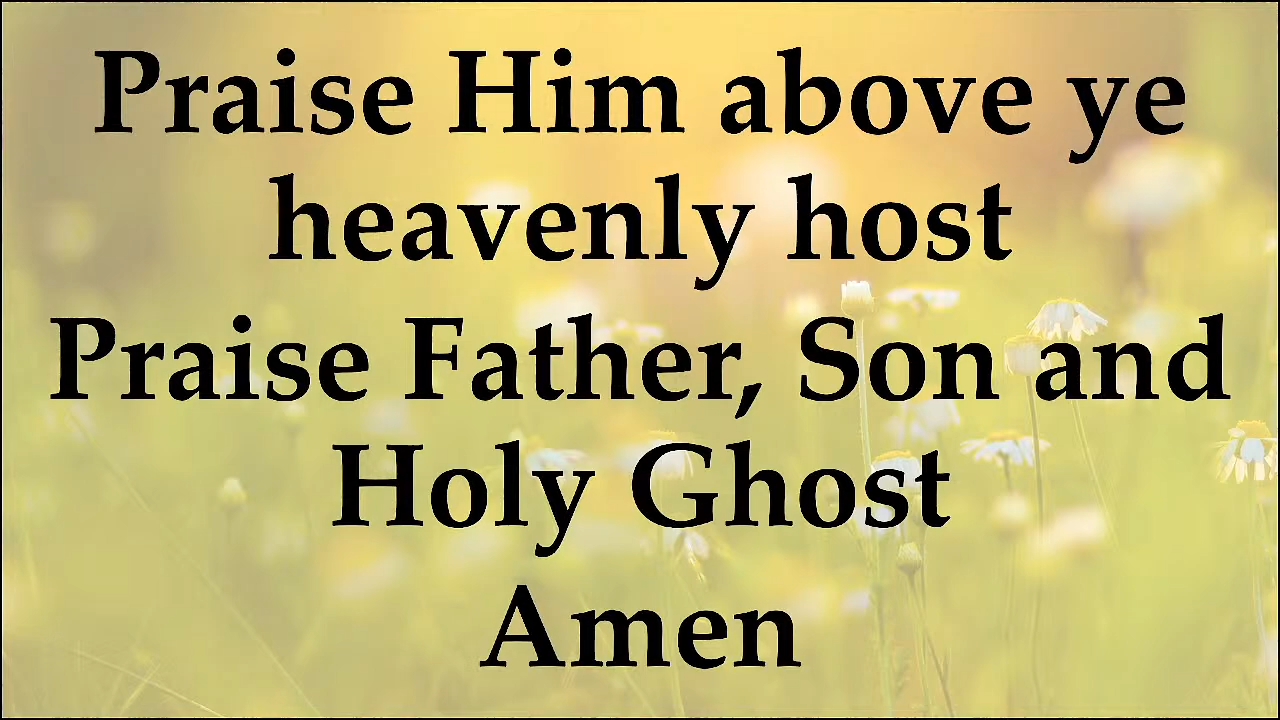 Praise Him above ye
heavenly host
Praise Father, Son and
Holy Ghost
Amen